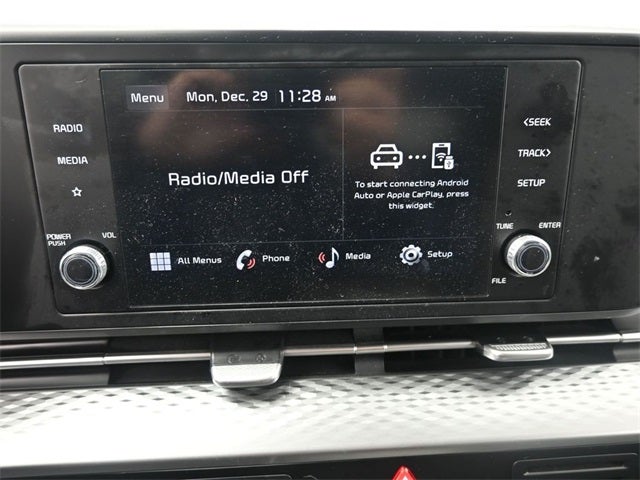 Menu Mon, Dec. 29 11:28 AM
RADIO
MEDIA
POWER
PUSH
VOL
Radio/Media Off
To start connecting Android
Auto or Apple CarPlay, press
this widget.
All Menus Phone Media Setup
<SEEK
TRACK>
SETUP
TUNE ENTER
FILE